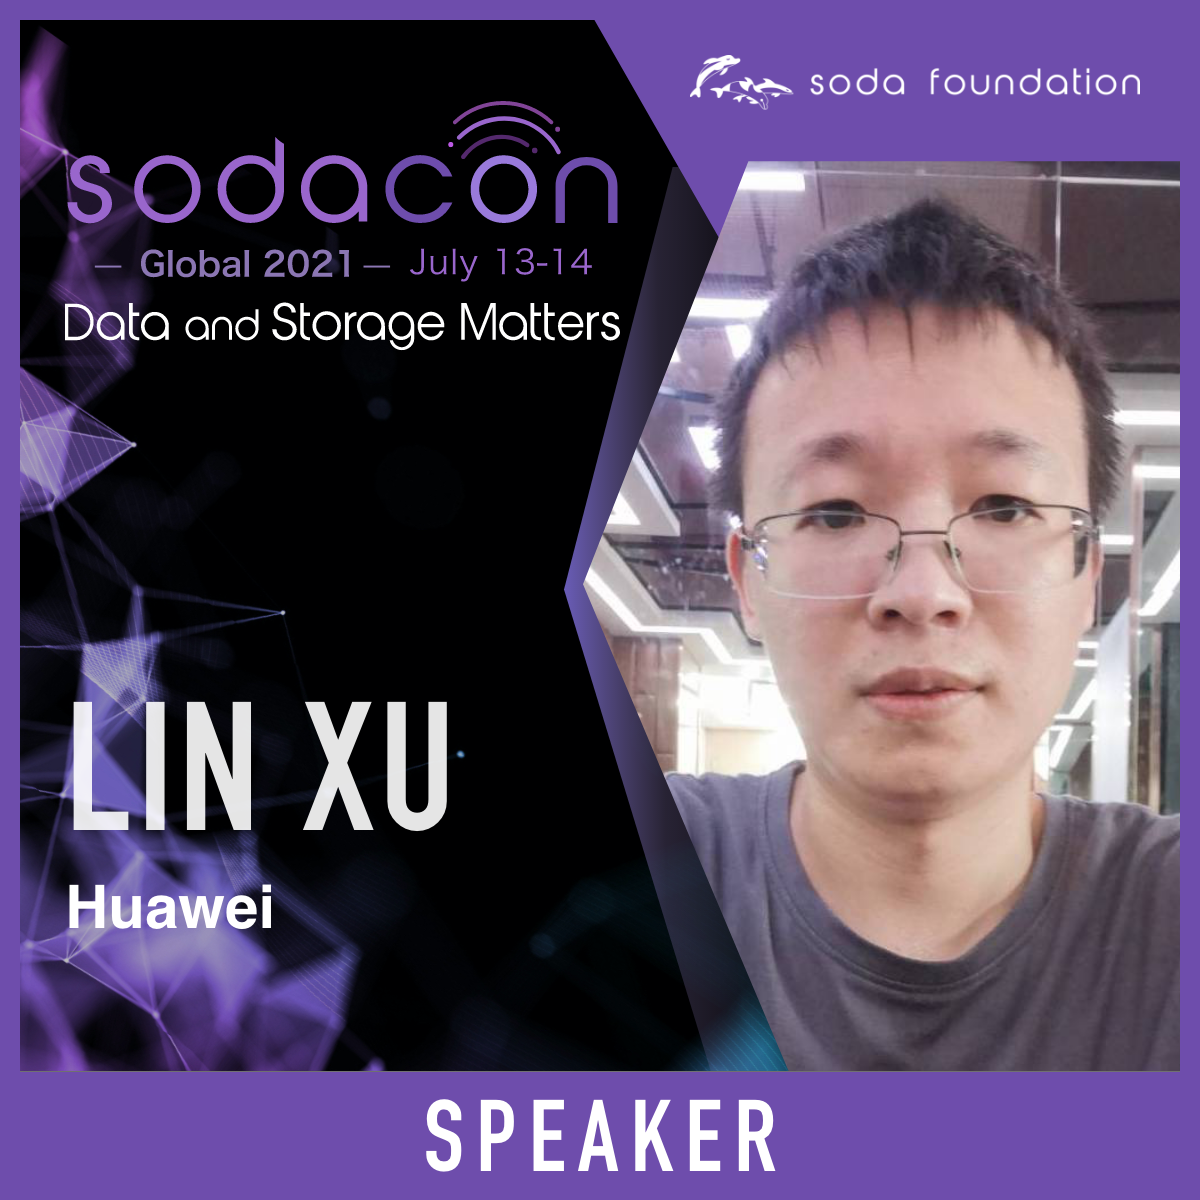 soda foundation
sodacon
— Global 2021 — July 13-14
Data and Storage Matters
LIN XU
Huawei
SPEAKER